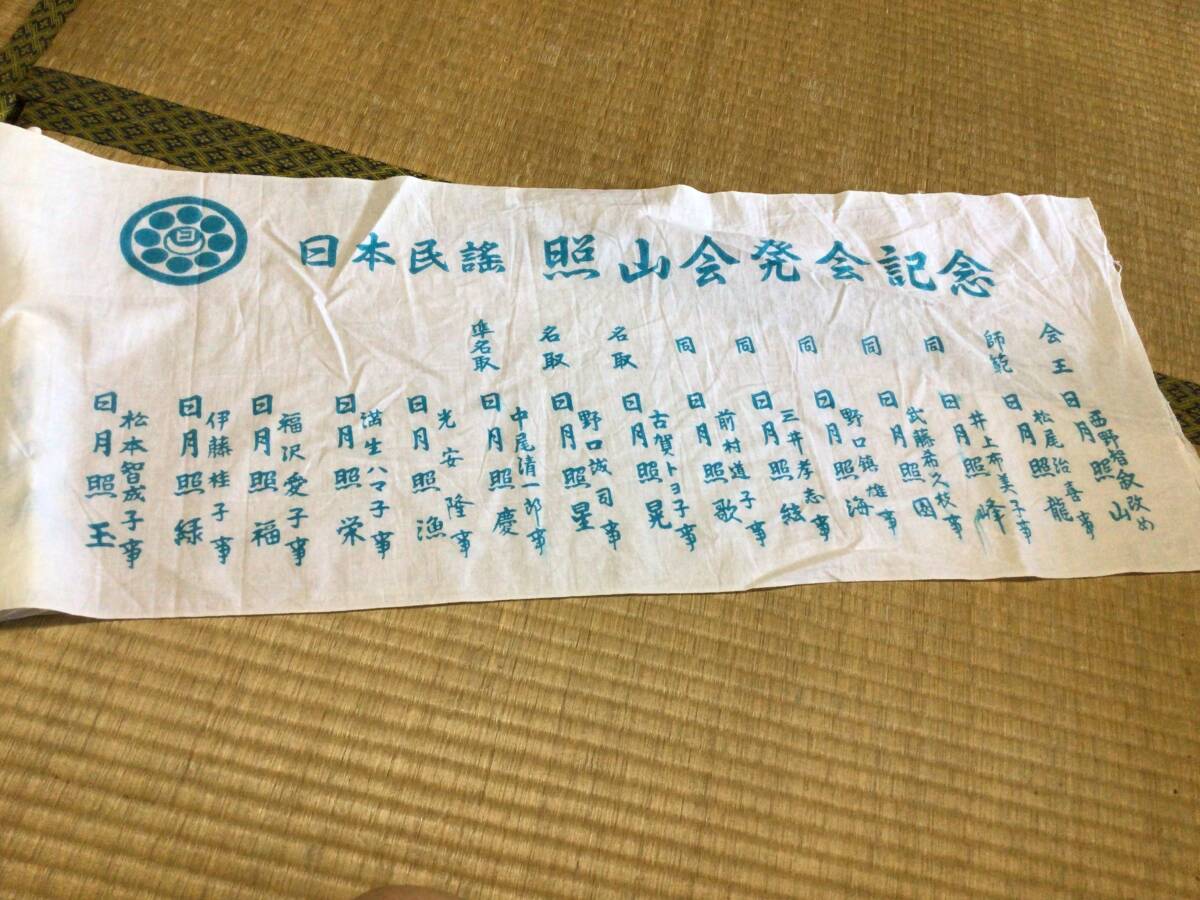 日
日本民謡 照山会発会記念
会主
西野智叙改め
日月照山
師範
松尾治喜事
日月照龍
井上布美子事
日月照峰
同
武藤希久枝事
日月照園
同
野口鎮雄事
日月照海
同
三井孝志事
日月照絃
同
前村道子事
日月照歌
同
古賀トヨ子事
日月照晃
名取
野口誠司事
日月照星
名取
中尾清一郎事
日月照慶
準名取
光安隆事
日月照漁
満生ハマ子事
日月照栄
福沢愛子事
日月照福
伊藤桂子事
日月照緑
松本智成子事
日月照玉